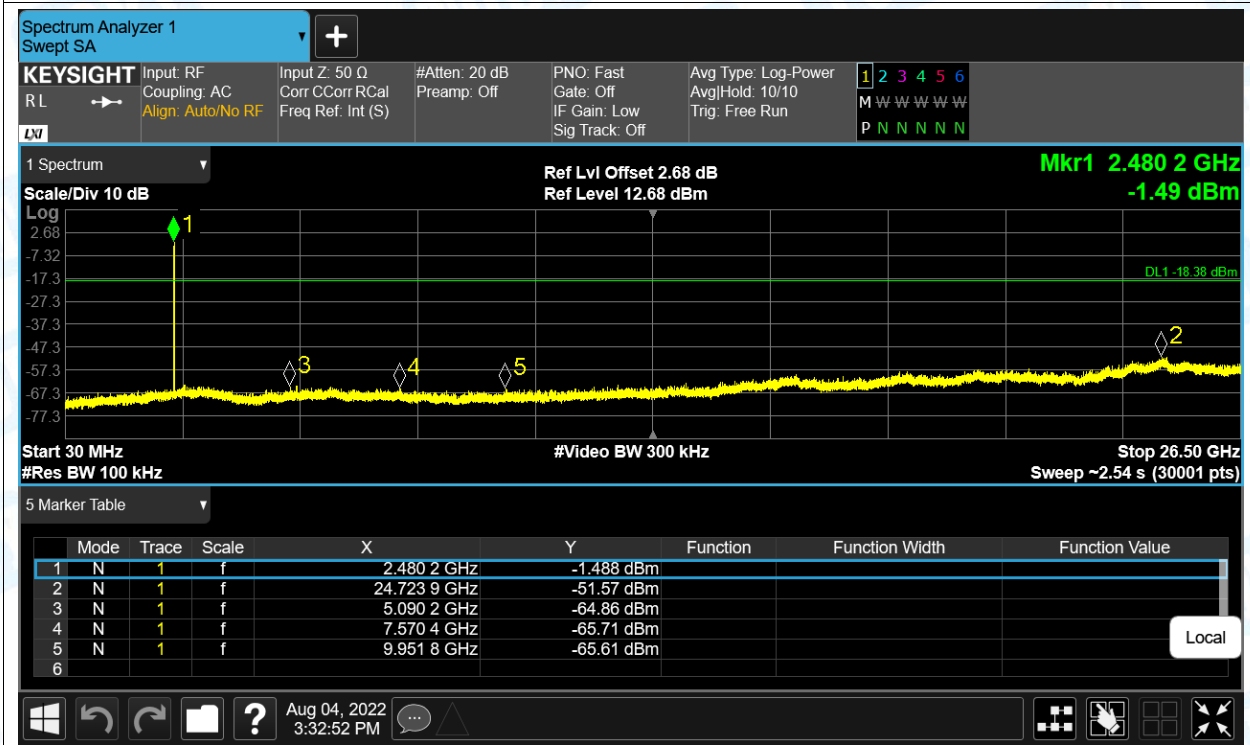 Spectrum Analyzer 1
Swept SA
+
KEYSIGHT
R L
LXI
Input: RF
Coupling: AC
Align: Auto/No RF
Input Z: 50 Ω
Corr CCorr RCal
Freq Ref: Int (S)
#Atten: 20 dB
Preamp: Off
PNO: Fast
Gate: Off
IF Gain: Low
Sig Track: Off
Avg Type: Log-Power
Avg|Hold: 10/10
Trig: Free Run
1 2 3 4 5 6
M W W W W W
P N N N N N
1 Spectrum
Scale/Div 10 dB
Ref Lvl Offset 2.68 dB
Ref Level 12.68 dBm
Mkr1 2.480 2 GHz
-1.49 dBm
Log
2.68
-7.32
-17.3
-27.3
-37.3
-47.3
-57.3
-67.3
-77.3
1
DL1 -18.38 dBm
2
3
4
5
Start 30 MHz
#Video BW 300 kHz
Stop 26.50 GHz
#Res BW 100 kHz
Sweep ~2.54 s (30001 pts)
5 Marker Table
Mode Trace Scale X Y Function Function Width Function Value
1 N 1 f 2.480 2 GHz -1.488 dBm
2 N 1 f 24.723 9 GHz -51.57 dBm
3 N 1 f 5.090 2 GHz -64.86 dBm
4 N 1 f 7.570 4 GHz -65.71 dBm
5 N 1 f 9.951 8 GHz -65.61 dBm
6
Local
?
Aug 04, 2022
3:32:52 PM